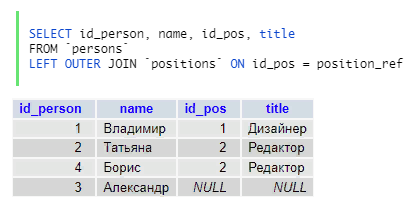 SELECT id_person, name, id_pos, title
FROM `persons`
LEFT OUTER JOIN `positions` ON id_pos = position_ref
id_person name id_pos title
1 Владимир 1 Дизайнер
2 Татьяна 2 Редактор
4 Борис 2 Редактор
3 Александр NULL NULL